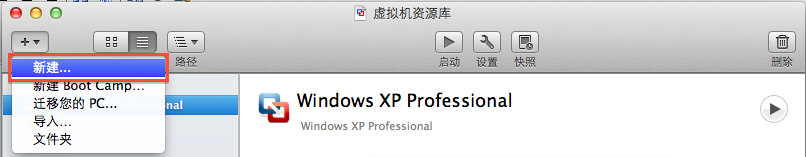 虚拟机资源库
路径
启动
设置
快照
删除
新建...
新建 Boot Camp...
迁移您的 PC...
导入...
文件夹
onal
Windows XP Professional
Windows XP Professional